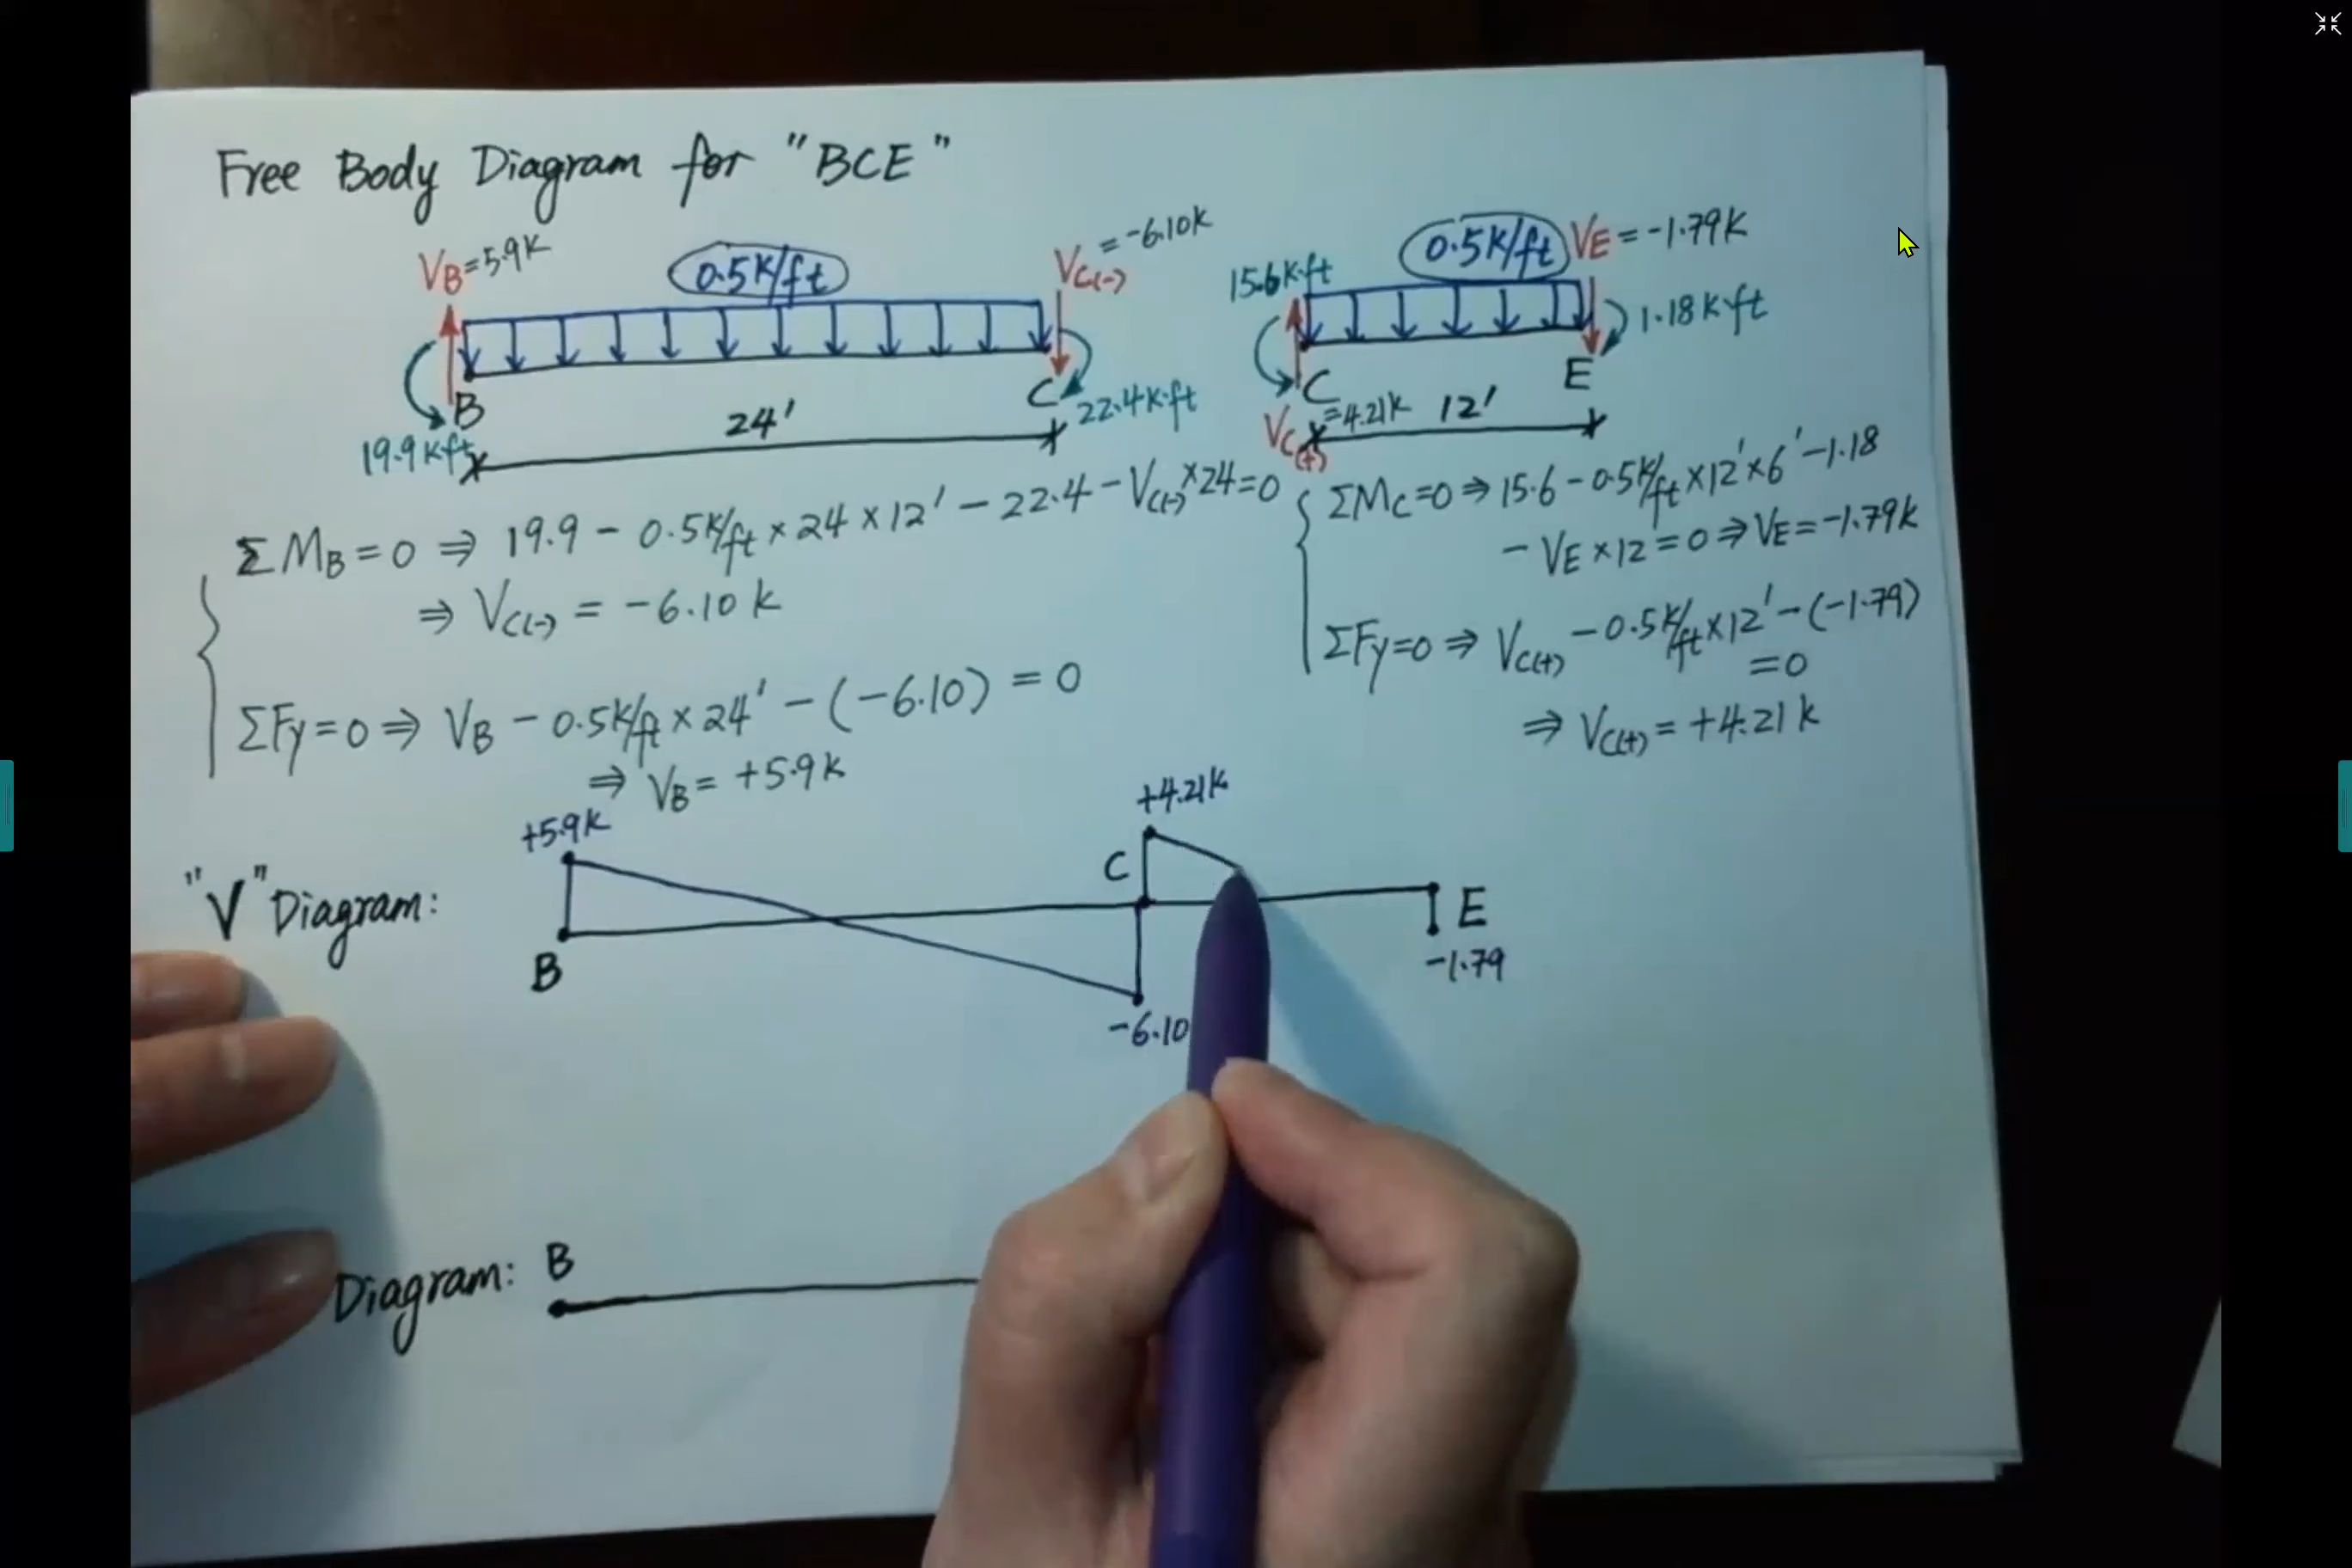 Free Body Diagram for "BCE"
VB=5.9K
0.5K/ft
VC(-) = -6.10K
B
C
19.9 K·ft
24'
22.4 K·ft
15.6 K·ft
0.5K/ft
VE = -1.79K
1.18 K·ft
C
E
VC(+) =4.21K
12'
ΣMB = 0 ⇒ 19.9 - 0.5K/ft × 24 × 12' - 22.4 - VC(-) ×24=0
⇒ VC(-) = -6.10 K
ΣFy=0 ⇒ VB - 0.5K/ft × 24' - (-6.10) = 0
⇒ VB = +5.9K
ΣMC=0 ⇒ 15.6 - 0.5K/ft ×12'×6' -1.18
- VE ×12 = 0 ⇒ VE = -1.79K
ΣFy=0 ⇒ VC(+) -0.5K/ft ×12' -(-1.79)
=0
⇒ VC(+) = +4.21 K
"V" Diagram:
+5.9K
B
C
+4.21K
-6.10
E
-1.79
Diagram: B